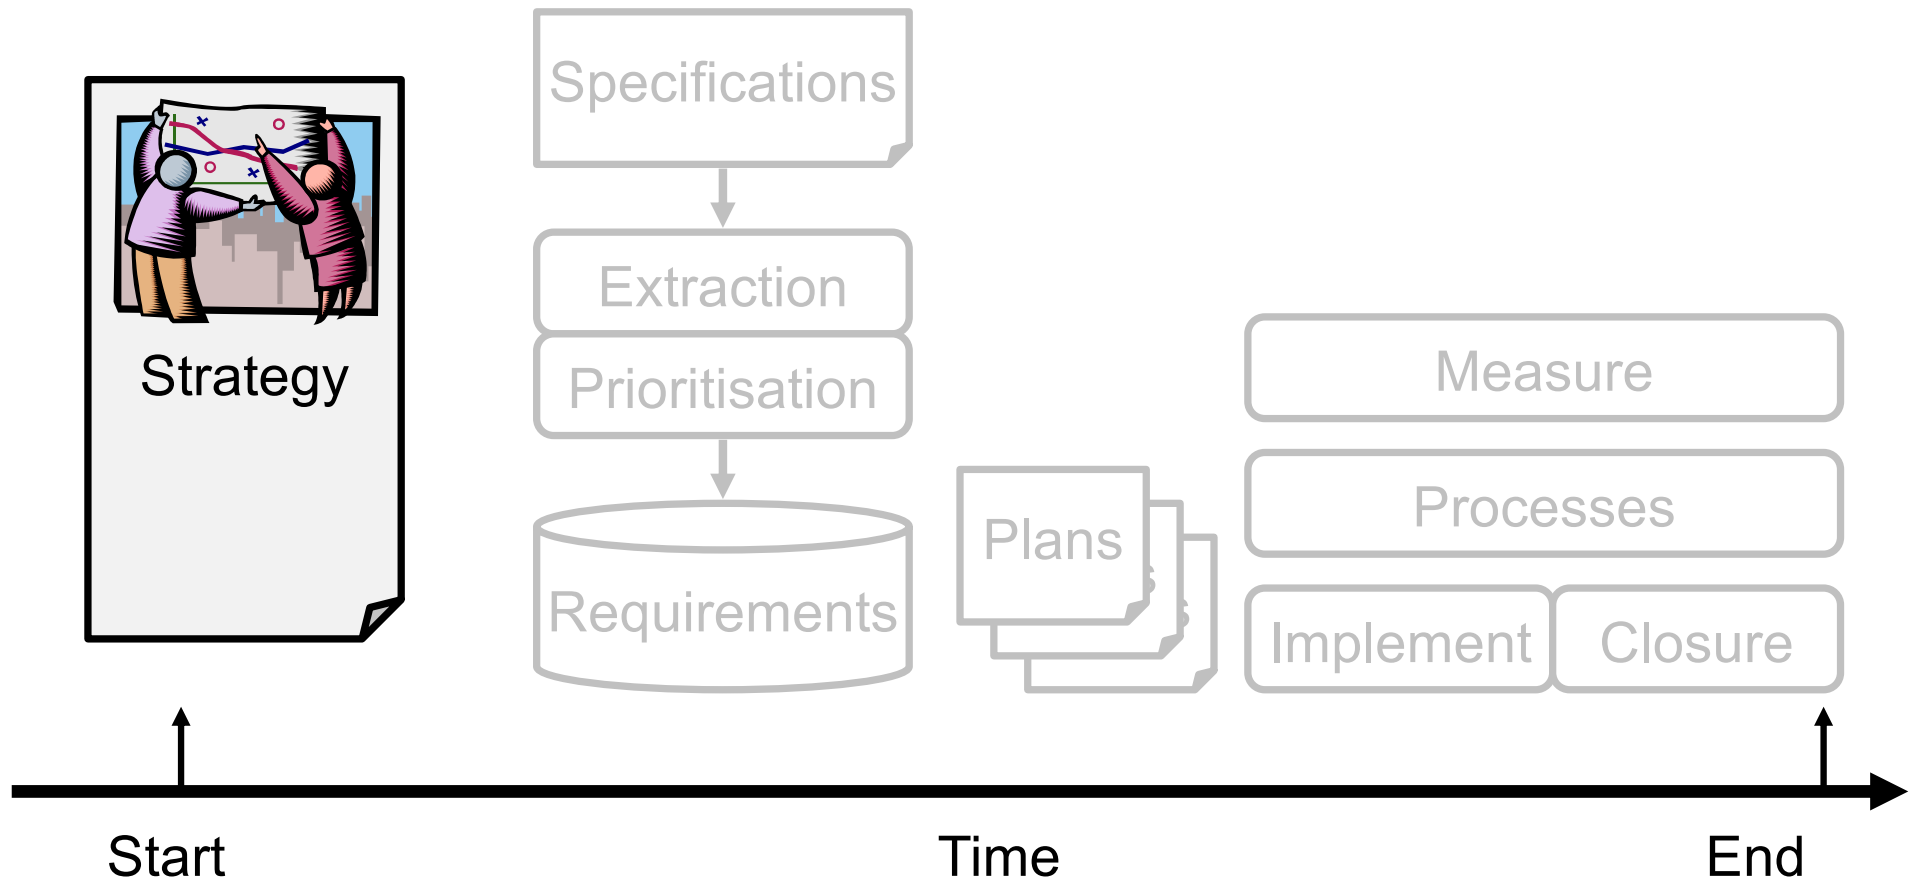 Strategy
Specifications
Extraction
Prioritisation
Requirements
Plans
s
s
Measure
Processes
Implement
Closure
Start
Time
End